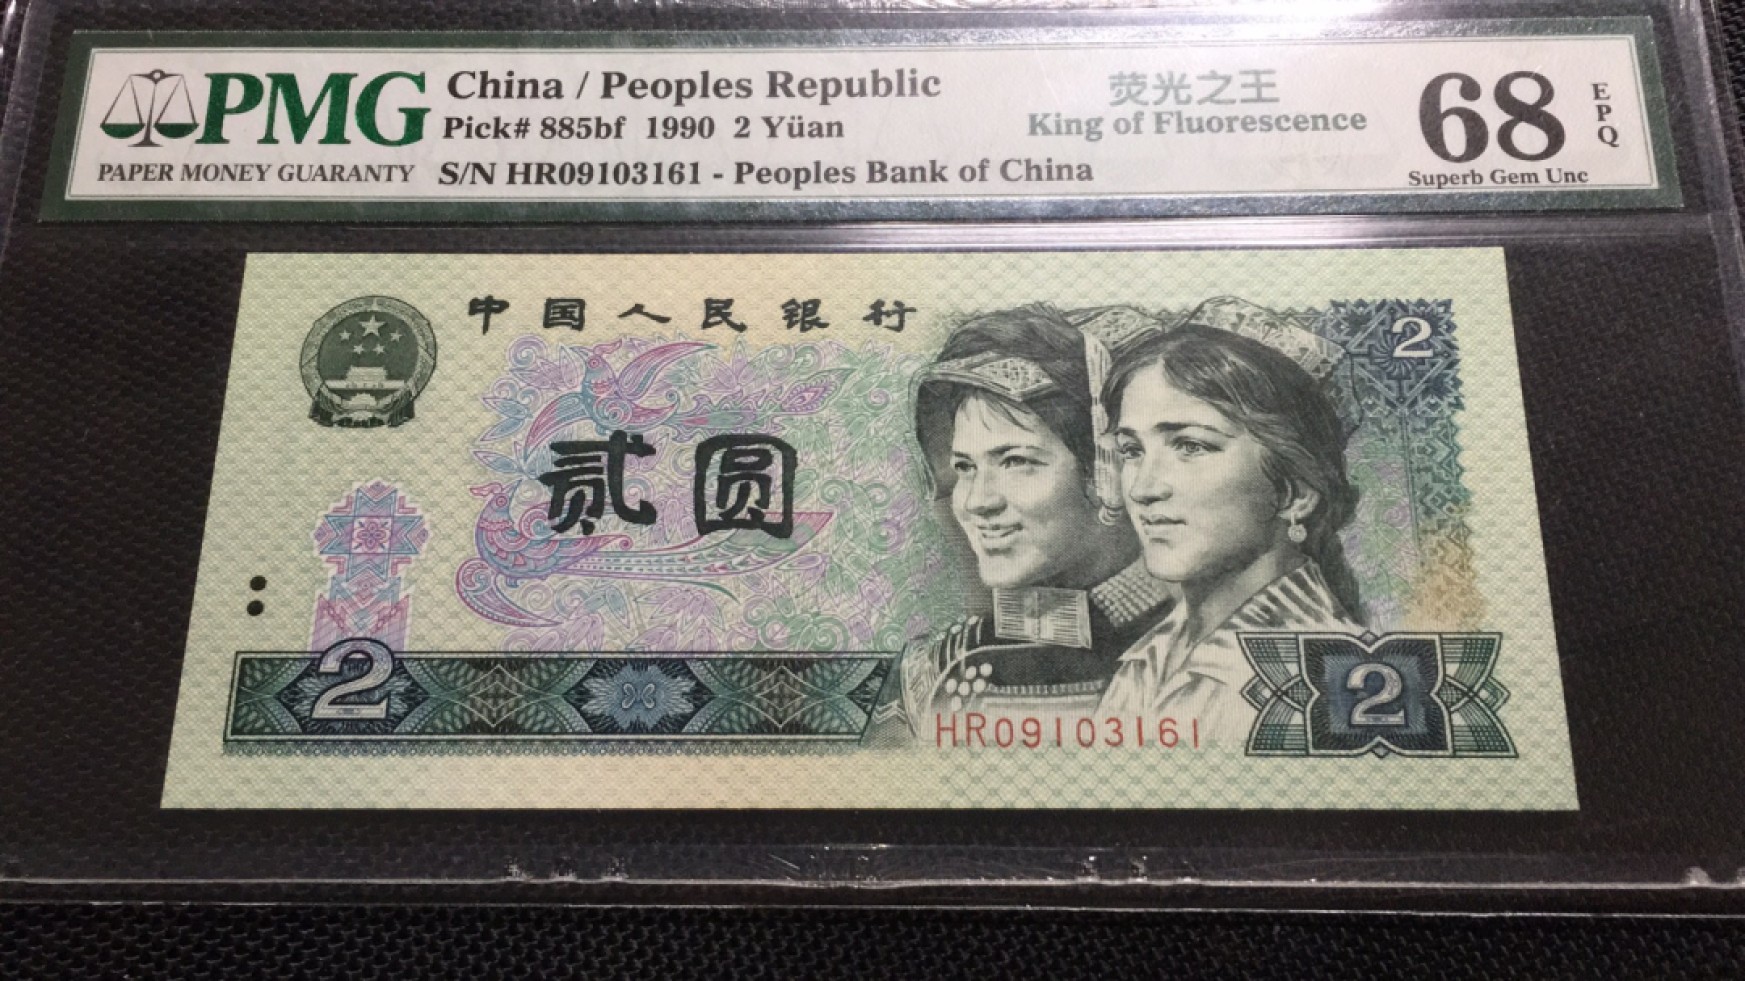 PMG
PAPER MONEY GUARANTY
China / Peoples Republic
Pick# 885bf 1990 2 Yüan
S/N HR09103161 - Peoples Bank of China
荧光之王
King of Fluorescence
68
EPQ
Superb Gem Unc
中国人民银行
2
贰圆
2
2
HR09103161